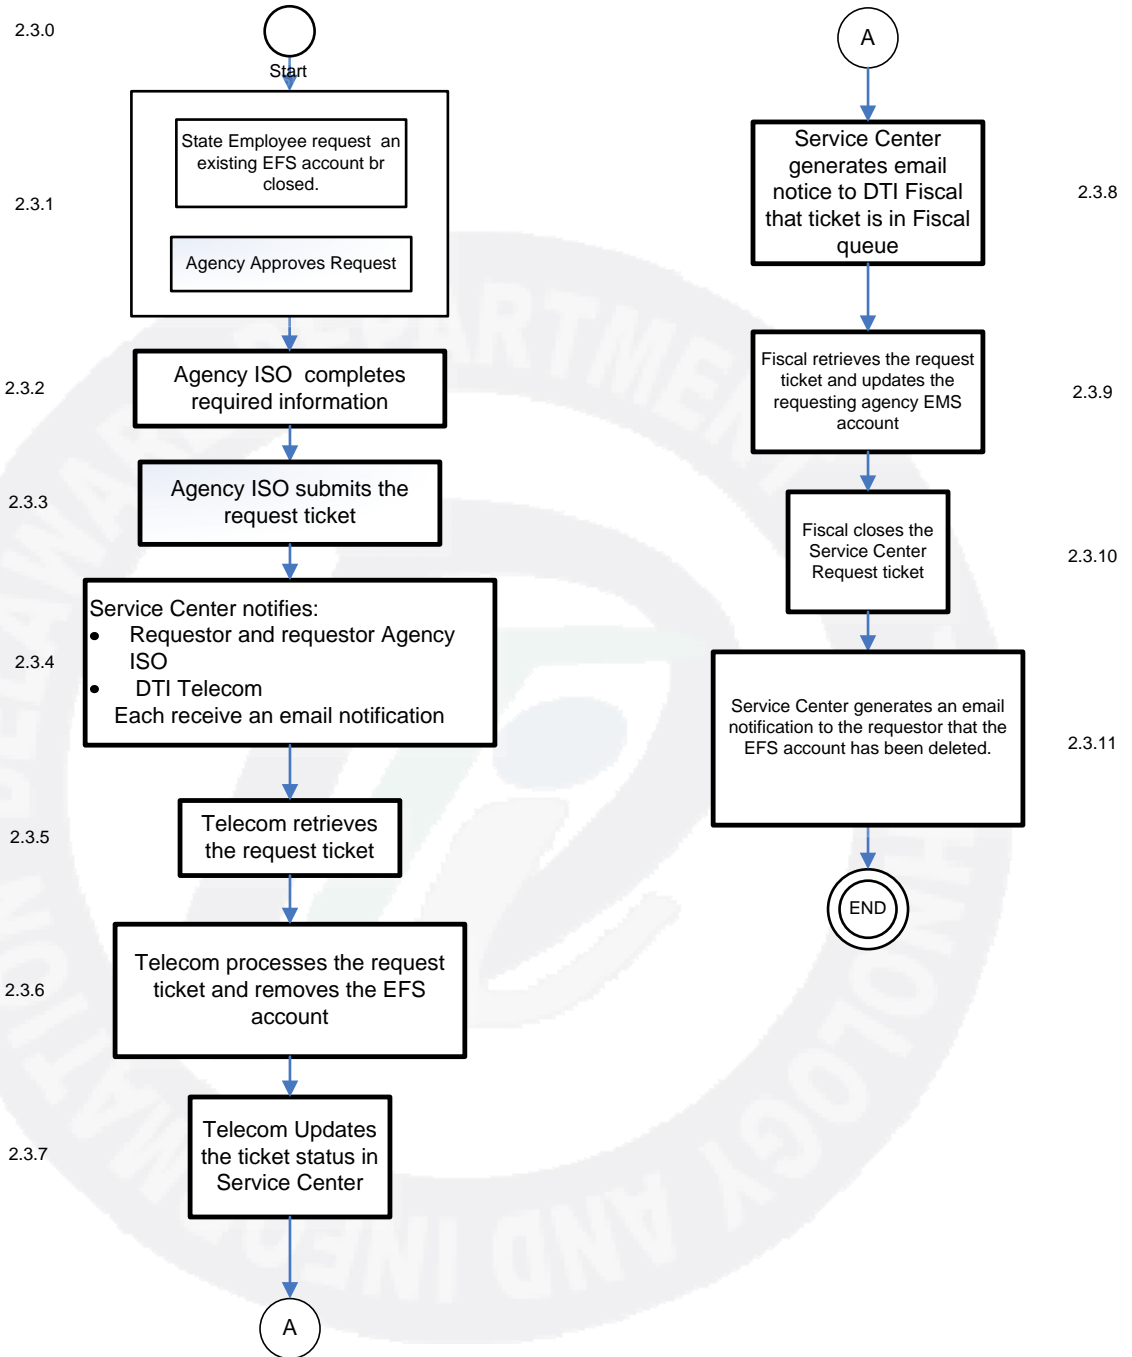 2.3.0
Start
2.3.1
State Employee request an
existing EFS account br
closed.
Agency Approves Request
2.3.2
Agency ISO completes
required information
2.3.3
Agency ISO submits the
request ticket
2.3.4
Service Center notifies:
• Requestor and requestor Agency
ISO
• DTI Telecom
Each receive an email notification
2.3.5
Telecom retrieves
the request ticket
2.3.6
Telecom processes the request
ticket and removes the EFS
account
2.3.7
Telecom Updates
the ticket status in
Service Center
A
A
Service Center
generates email
notice to DTI Fiscal
that ticket is in Fiscal
queue
2.3.8
Fiscal retrieves the request
ticket and updates the
requesting agency EMS
account
2.3.9
Fiscal closes the
Service Center
Request ticket
2.3.10
Service Center generates an email
notification to the requestor that the
EFS account has been deleted.
2.3.11
END